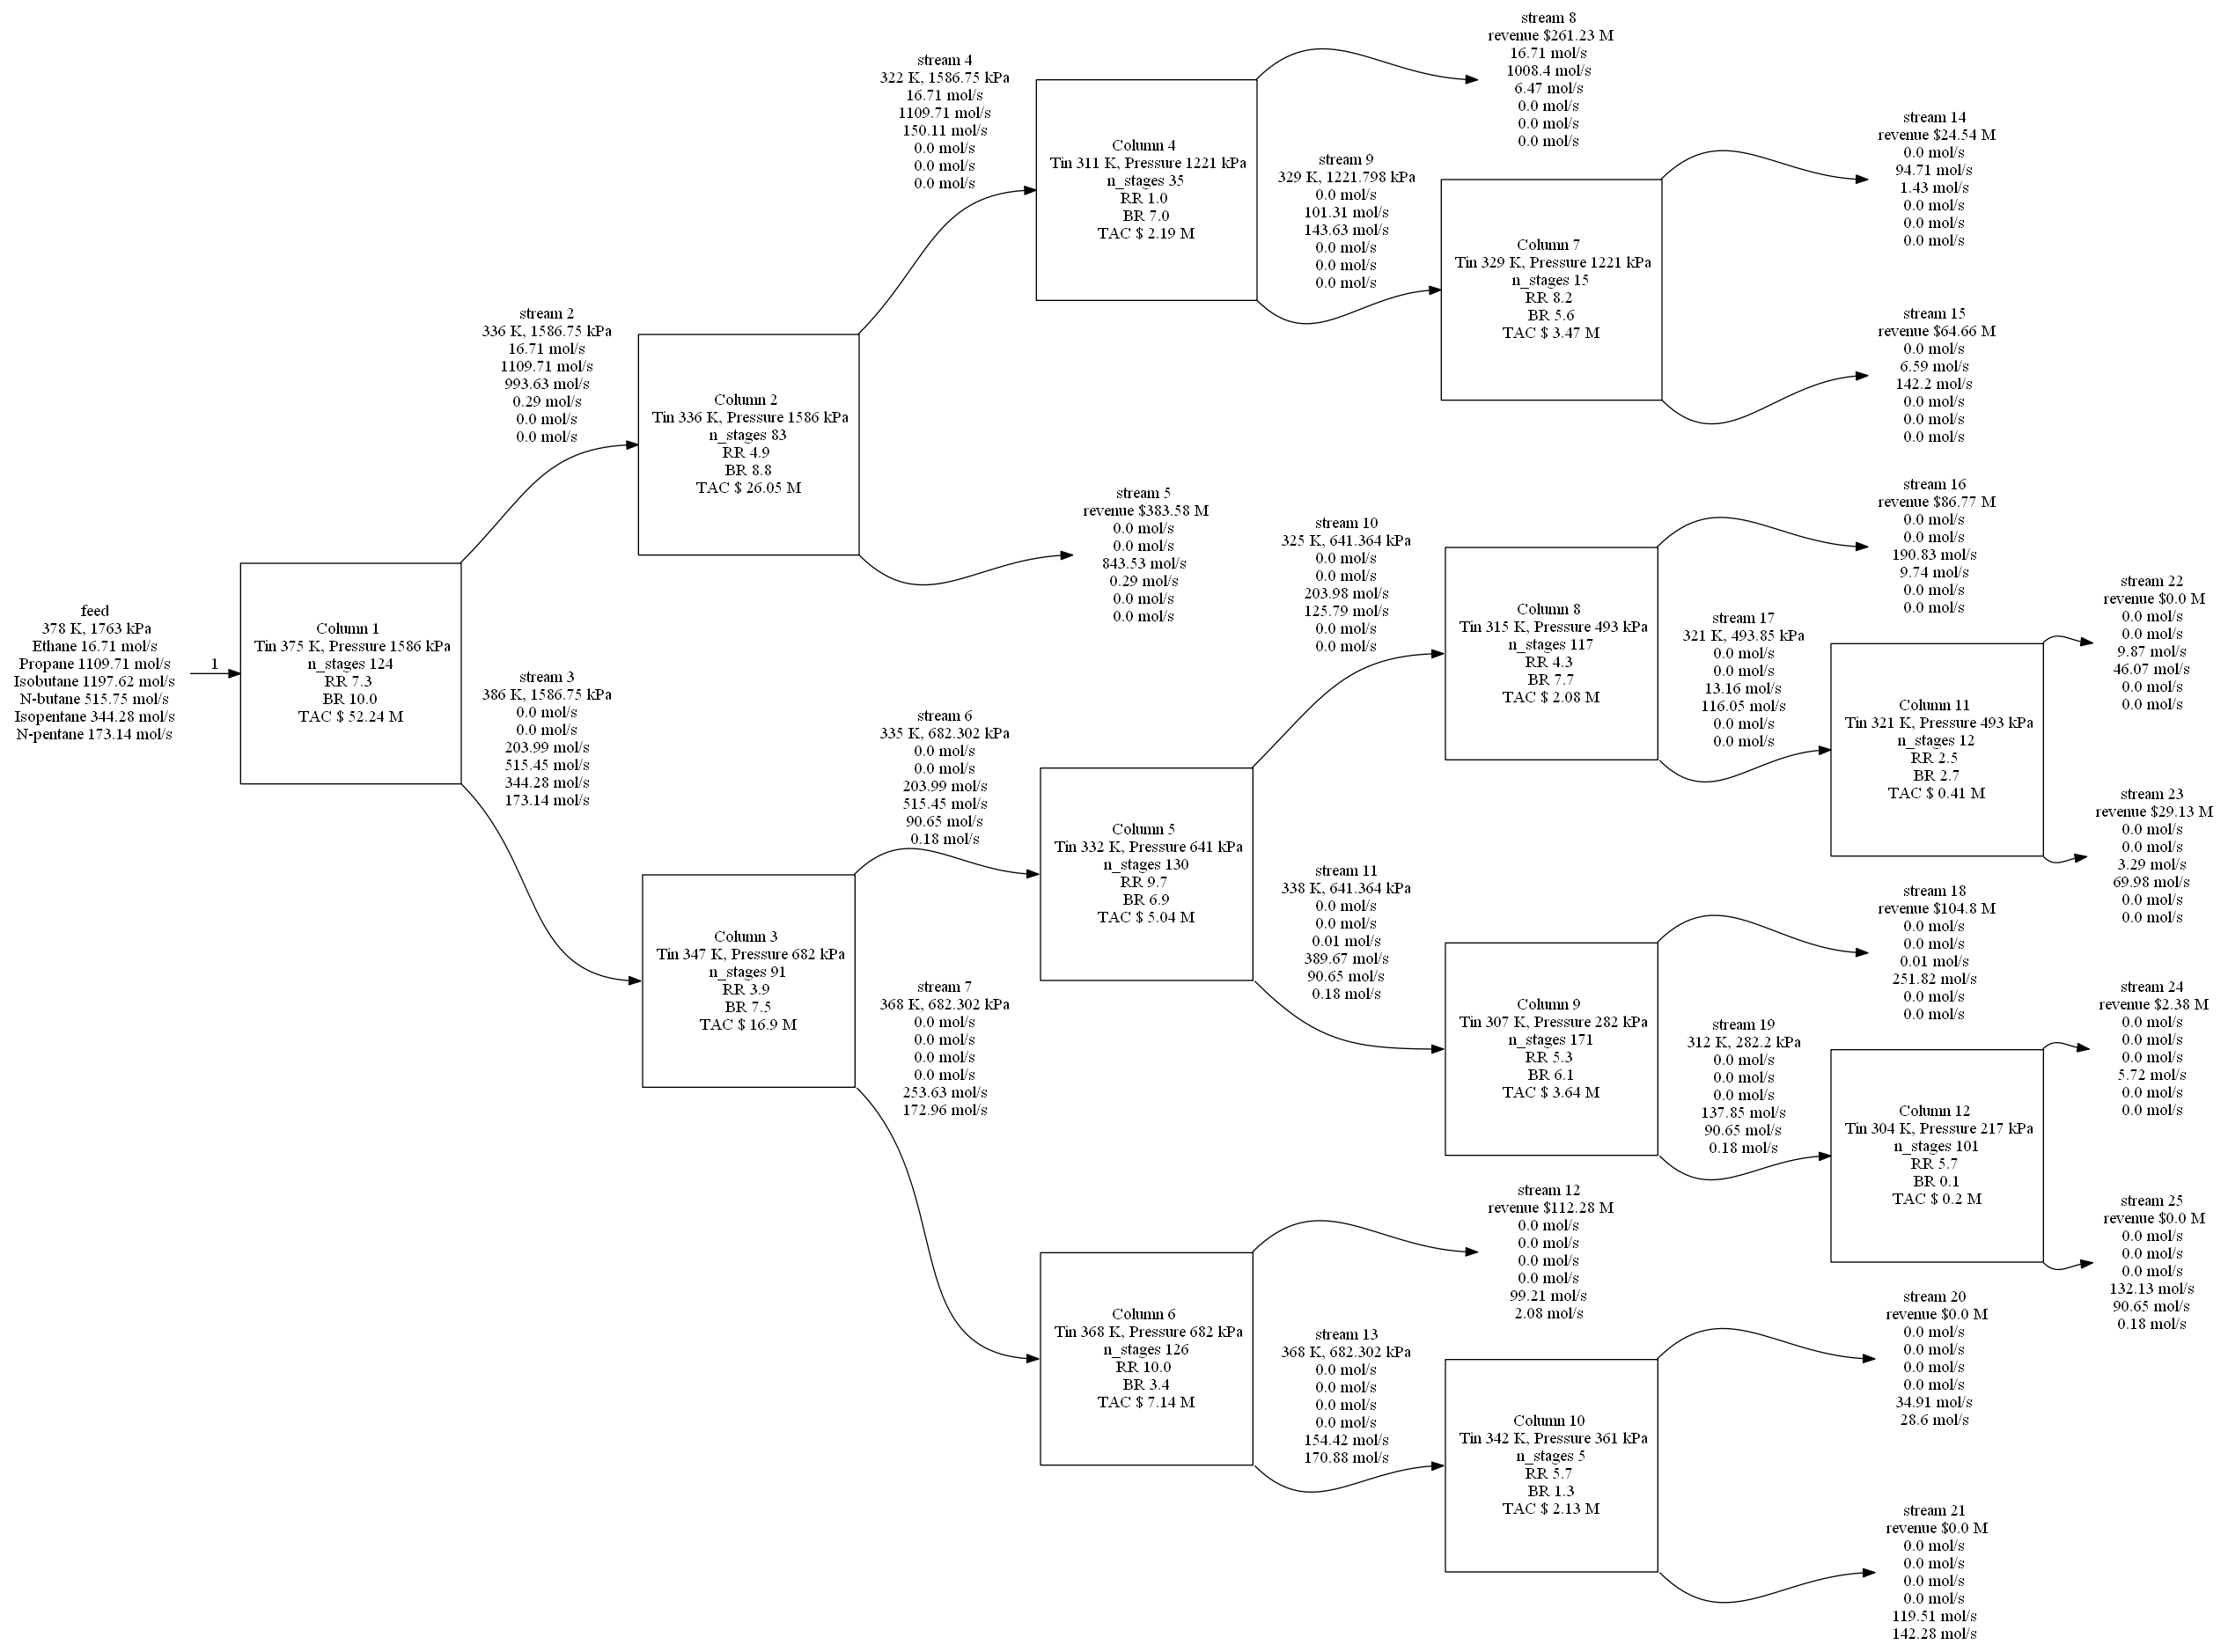 feed
378 K, 1763 kPa
Ethane 16.71 mol/s
Propane 1109.71 mol/s
Isobutane 1197.62 mol/s
N-butane 515.75 mol/s
Isopentane 344.28 mol/s
N-pentane 173.14 mol/s
1
Column 1
Tin 375 K, Pressure 1586 kPa
n_stages 124
RR 7.3
BR 10.0
TAC $ 52.24 M
stream 2
336 K, 1586.75 kPa
16.71 mol/s
1109.71 mol/s
993.63 mol/s
0.29 mol/s
0.0 mol/s
0.0 mol/s
stream 3
386 K, 1586.75 kPa
0.0 mol/s
0.0 mol/s
203.99 mol/s
515.45 mol/s
344.28 mol/s
173.14 mol/s
Column 2
Tin 336 K, Pressure 1586 kPa
n_stages 83
RR 4.9
BR 8.8
TAC $ 26.05 M
Column 3
Tin 347 K, Pressure 682 kPa
n_stages 91
RR 3.9
BR 7.5
TAC $ 16.9 M
stream 4
322 K, 1586.75 kPa
16.71 mol/s
1109.71 mol/s
150.11 mol/s
0.0 mol/s
0.0 mol/s
0.0 mol/s
stream 5
revenue $383.58 M
0.0 mol/s
0.0 mol/s
843.53 mol/s
0.29 mol/s
0.0 mol/s
0.0 mol/s
stream 6
335 K, 682.302 kPa
0.0 mol/s
0.0 mol/s
203.99 mol/s
515.45 mol/s
90.65 mol/s
0.18 mol/s
stream 7
368 K, 682.302 kPa
0.0 mol/s
0.0 mol/s
0.0 mol/s
0.0 mol/s
253.63 mol/s
172.96 mol/s
Column 4
Tin 311 K, Pressure 1221 kPa
n_stages 35
RR 1.0
BR 7.0
TAC $ 2.19 M
Column 5
Tin 332 K, Pressure 641 kPa
n_stages 130
RR 9.7
BR 6.9
TAC $ 5.04 M
Column 6
Tin 368 K, Pressure 682 kPa
n_stages 126
RR 10.0
BR 3.4
TAC $ 7.14 M
stream 8
revenue $261.23 M
16.71 mol/s
1008.4 mol/s
6.47 mol/s
0.0 mol/s
0.0 mol/s
0.0 mol/s
stream 9
329 K, 1221.798 kPa
0.0 mol/s
101.31 mol/s
143.63 mol/s
0.0 mol/s
0.0 mol/s
0.0 mol/s
stream 10
325 K, 641.364 kPa
0.0 mol/s
0.0 mol/s
203.98 mol/s
125.79 mol/s
0.0 mol/s
0.0 mol/s
stream 11
338 K, 641.364 kPa
0.0 mol/s
0.0 mol/s
0.01 mol/s
389.67 mol/s
90.65 mol/s
0.18 mol/s
stream 12
revenue $112.28 M
0.0 mol/s
0.0 mol/s
0.0 mol/s
0.0 mol/s
99.21 mol/s
2.08 mol/s
stream 13
368 K, 682.302 kPa
0.0 mol/s
0.0 mol/s
0.0 mol/s
0.0 mol/s
154.42 mol/s
170.88 mol/s
Column 7
Tin 329 K, Pressure 1221 kPa
n_stages 15
RR 8.2
BR 5.6
TAC $ 3.47 M
Column 8
Tin 315 K, Pressure 493 kPa
n_stages 117
RR 4.3
BR 7.7
TAC $ 2.08 M
Column 9
Tin 307 K, Pressure 282 kPa
n_stages 171
RR 5.3
BR 6.1
TAC $ 3.64 M
Column 10
Tin 342 K, Pressure 361 kPa
n_stages 5
RR 5.7
BR 1.3
TAC $ 2.13 M
stream 14
revenue $24.54 M
0.0 mol/s
94.71 mol/s
1.43 mol/s
0.0 mol/s
0.0 mol/s
0.0 mol/s
stream 15
revenue $64.66 M
0.0 mol/s
6.59 mol/s
142.2 mol/s
0.0 mol/s
0.0 mol/s
0.0 mol/s
stream 16
revenue $86.77 M
0.0 mol/s
0.0 mol/s
190.83 mol/s
9.74 mol/s
0.0 mol/s
0.0 mol/s
stream 17
321 K, 493.85 kPa
0.0 mol/s
0.0 mol/s
13.16 mol/s
116.05 mol/s
0.0 mol/s
0.0 mol/s
stream 18
revenue $104.8 M
0.0 mol/s
0.0 mol/s
0.01 mol/s
251.82 mol/s
0.0 mol/s
0.0 mol/s
stream 19
312 K, 282.2 kPa
0.0 mol/s
0.0 mol/s
0.0 mol/s
137.85 mol/s
90.65 mol/s
0.18 mol/s
stream 20
revenue $0.0 M
0.0 mol/s
0.0 mol/s
0.0 mol/s
0.0 mol/s
34.91 mol/s
28.6 mol/s
stream 21
revenue $0.0 M
0.0 mol/s
0.0 mol/s
0.0 mol/s
0.0 mol/s
119.51 mol/s
142.28 mol/s
Column 11
Tin 321 K, Pressure 493 kPa
n_stages 12
RR 2.5
BR 2.7
TAC $ 0.41 M
Column 12
Tin 304 K, Pressure 217 kPa
n_stages 101
RR 5.7
BR 0.1
TAC $ 0.2 M
stream 22
revenue $0.0 M
0.0 mol/s
0.0 mol/s
9.87 mol/s
46.07 mol/s
0.0 mol/s
0.0 mol/s
stream 23
revenue $29.13 M
0.0 mol/s
0.0 mol/s
3.29 mol/s
69.98 mol/s
0.0 mol/s
0.0 mol/s
stream 24
revenue $2.38 M
0.0 mol/s
0.0 mol/s
0.0 mol/s
5.72 mol/s
0.0 mol/s
0.0 mol/s
stream 25
revenue $0.0 M
0.0 mol/s
0.0 mol/s
0.0 mol/s
132.13 mol/s
90.65 mol/s
0.18 mol/s